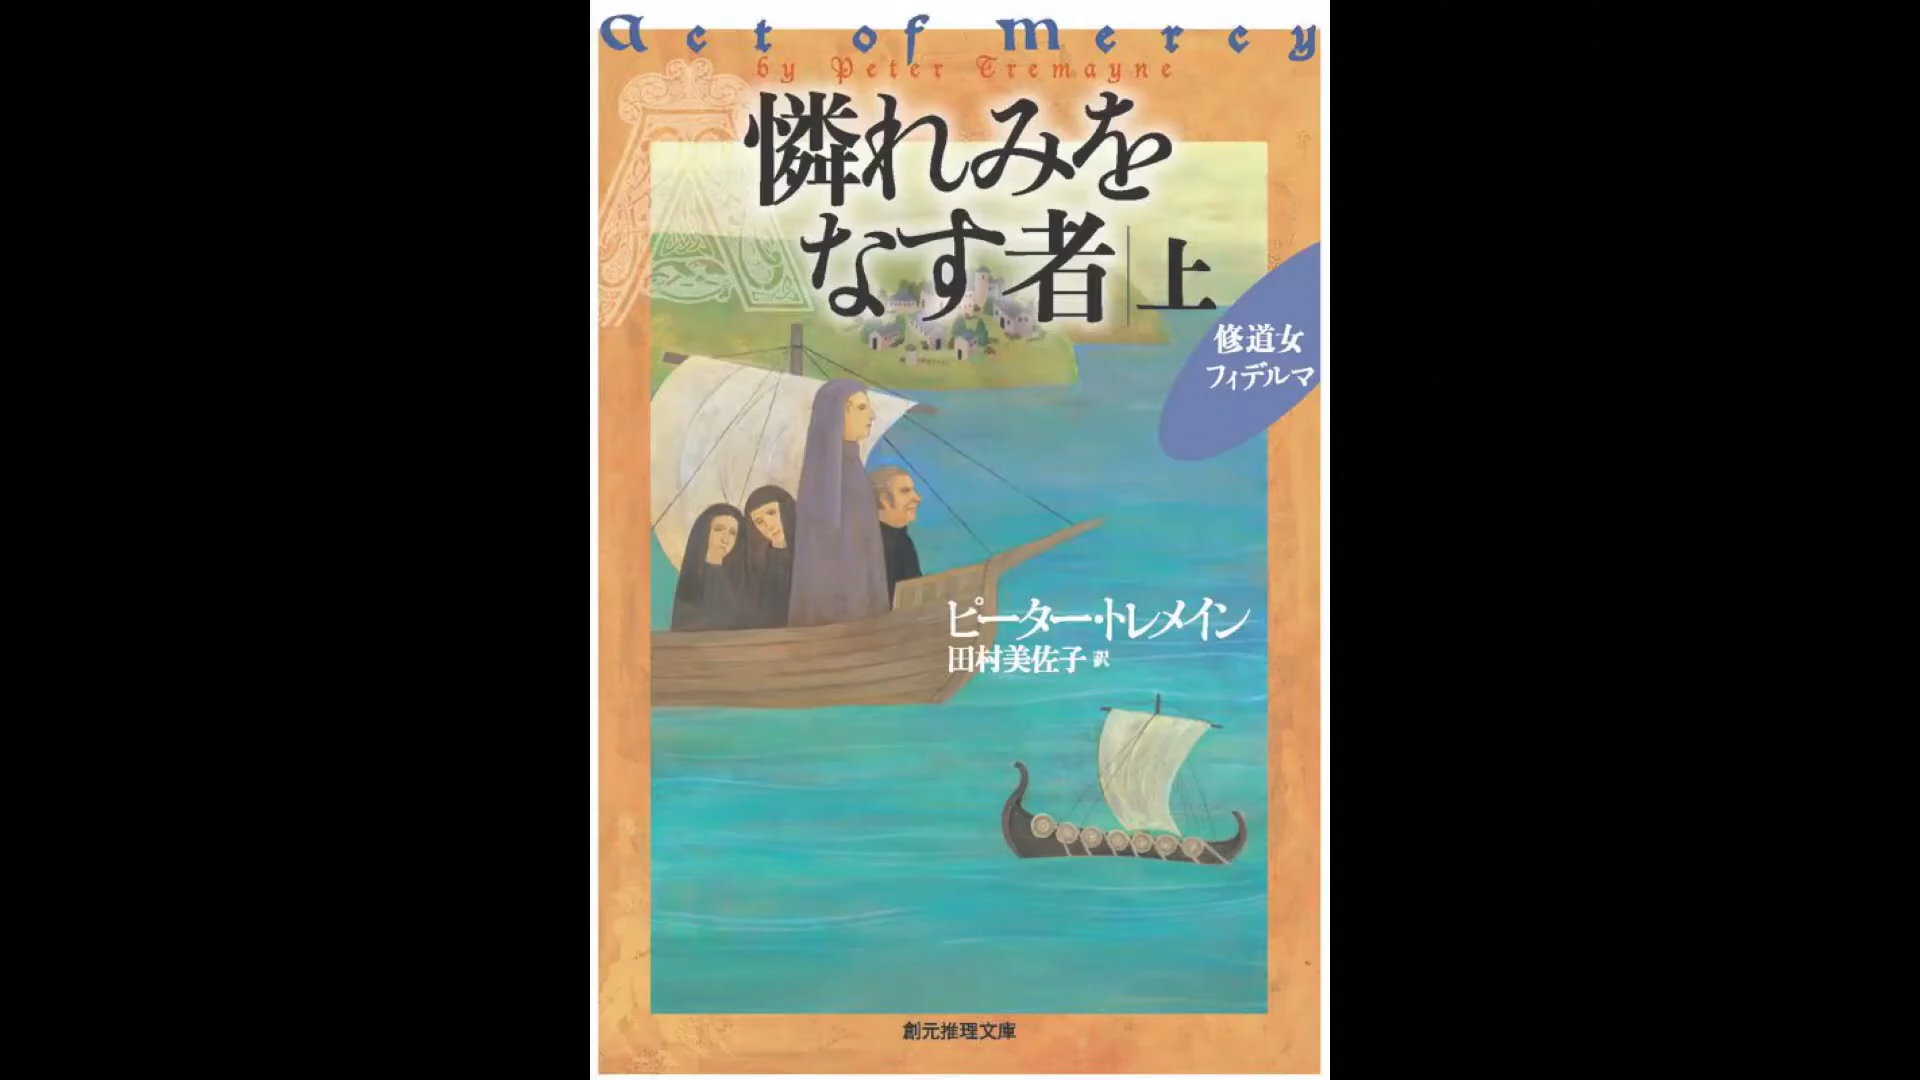 Act of Mercy
by Peter Tremayne
憐れみを
なす者 上
修道女
フィデルマ
ピーター・トレメイン
田村美佐子 訳
創元推理文庫